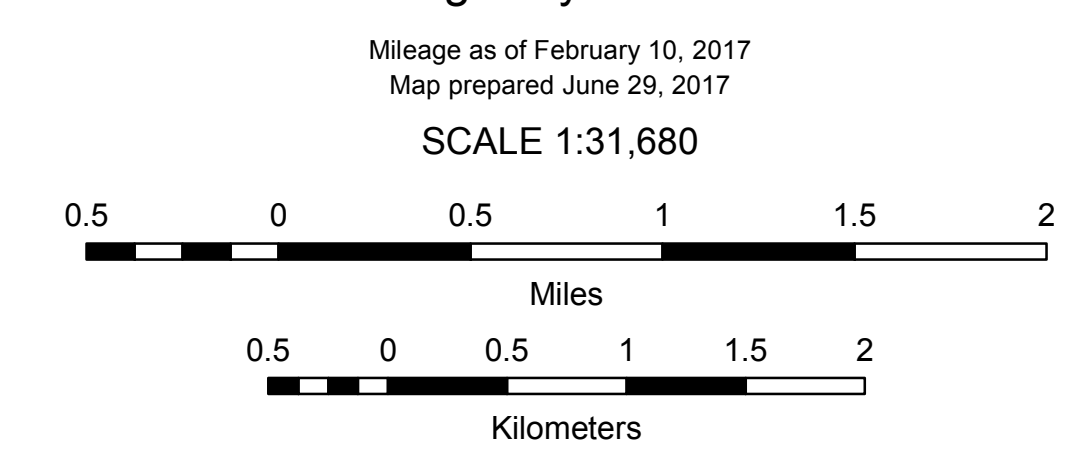 Mileage as of February 10, 2017
Map prepared June 29, 2017
SCALE 1:31,680
0.5 0 0.5 1 1.5 2
Miles
0.5 0 0.5 1 1.5 2
Kilometers